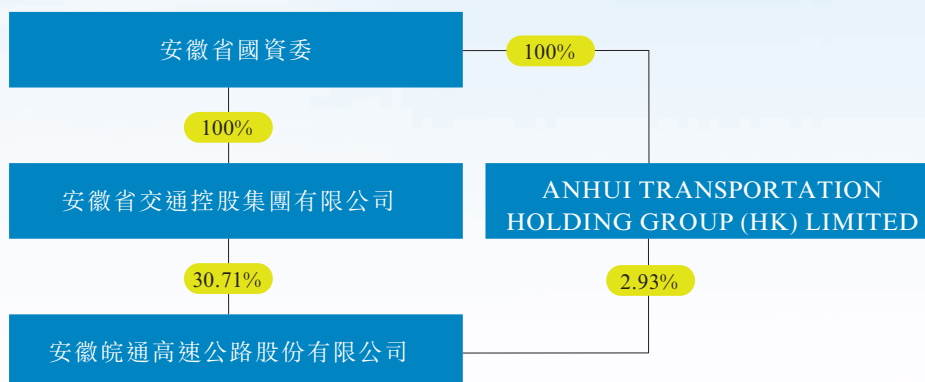 安徽省國資委
100%
100%
安徽省交通控股集團有限公司
ANHUI TRANSPORTATION
HOLDING GROUP (HK) LIMITED
30.71%
2.93%
安徽皖通高速公路股份有限公司